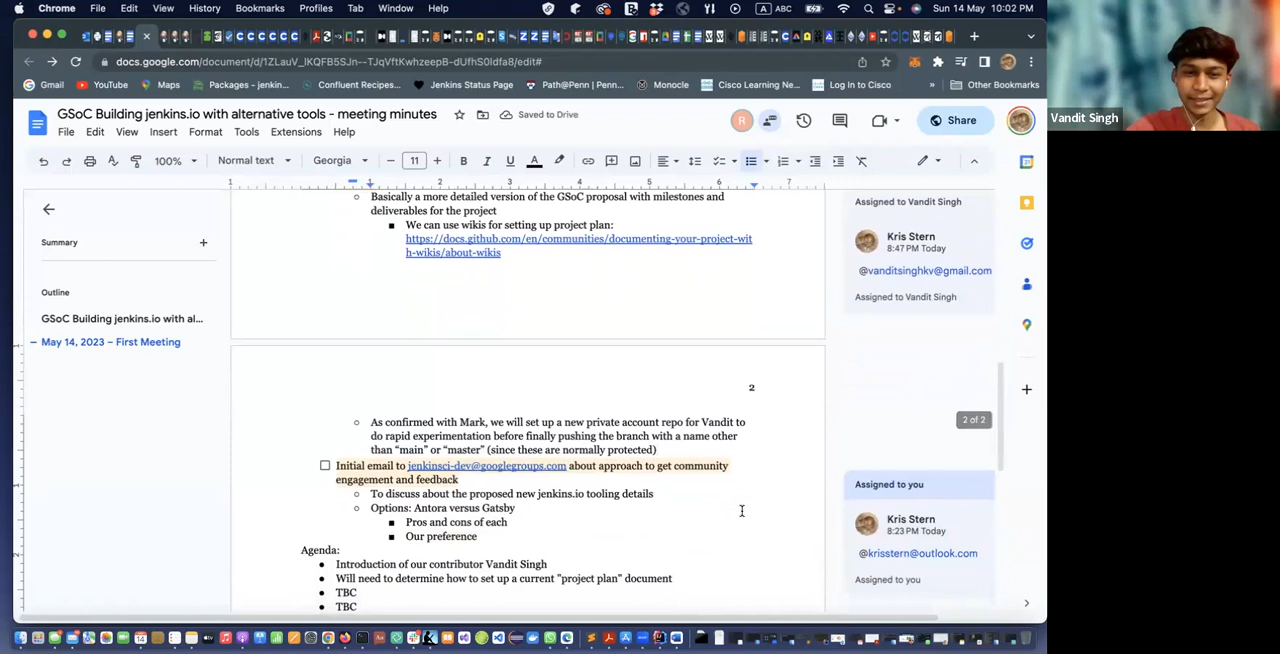 Chrome File Edit View History Bookmarks Profiles Tab Window Help ABC Sun 14 May 10:02 PM
docs.google.com/document/d/1ZLauV_IKQFB5SJn--TJqVftKwhzeepB-dUfhS0Idfa8/edit#
Gmail YouTube Maps Packages - jenkin... Confluent Recipes... Jenkins Status Page Path@Penn | Penn... Monocle Cisco Learning Ne... Log In to Cisco » Other Bookmarks
GSoC Building jenkins.io with alternative tools - meeting minutes Saved to Drive
R Share
File Edit View Insert Format Tools Extensions Help
100% Normal text Georgia 11 B I U A
1 1 2 3 4 5 6 7
Summary
Outline
GSoC Building jenkins.io with al...
May 14, 2023 – First Meeting
Basically a more detailed version of the GSoC proposal with milestones and
deliverables for the project
We can use wikis for setting up project plan:
https://docs.github.com/en/communities/documenting-your-project-wit
h-wikis/about-wikis
2
As confirmed with Mark, we will set up a new private account repo for Vandit to
do rapid experimentation before finally pushing the branch with a name other
than “main” or “master” (since these are normally protected)
Initial email to jenkinsci-dev@googlegroups.com about approach to get community
engagement and feedback
To discuss about the proposed new jenkins.io tooling details
Options: Antora versus Gatsby
Pros and cons of each
Our preference
Agenda:
Introduction of our contributor Vandit Singh
Will need to determine how to set up a current "project plan" document
TBC
TBC
Assigned to Vandit Singh
Kris Stern
8:47 PM Today
@vanditsinghkv@gmail.com
Assigned to Vandit Singh
2 of 2
Assigned to you
Kris Stern
8:23 PM Today
@krisstern@outlook.com
Assigned to you
Vandit Singh